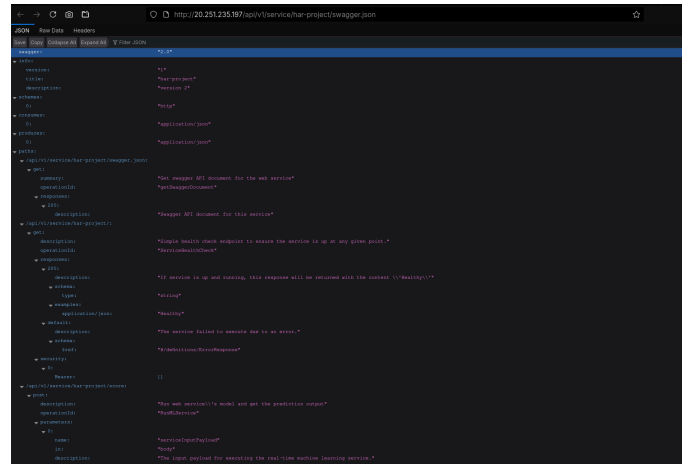 http://20.251.235.197/api/v1/service/har-project/swagger.json
JSON Raw Data Headers
Save Copy Collapse All Expand All Filter JSON
swagger: "2.0"
info:
version: "1"
title: "har-project"
description: "version 2"
schemes:
0: "http"
consumes:
0: "application/json"
produces:
0: "application/json"
paths:
/api/v1/service/har-project/swagger.json:
get:
summary: "Get swagger API document for the web service"
operationId: "getSwaggerDocument"
responses:
200:
description: "Swagger API document for this service"
/api/v1/service/har-project/:
get:
description: "Simple health check endpoint to ensure the service is up at any given point."
operationId: "ServiceHealthCheck"
responses:
200:
description: "If service is up and running, this response will be returned with the content \\'Healthy\\'"
schema:
type: "string"
examples:
application/json: "Healthy"
default:
description: "The service failed to execute due to an error."
schema:
$ref: "#/definitions/ErrorResponse"
security:
0:
Bearer: []
/api/v1/service/har-project/score:
post:
description: "Run web service\\'s model and get the prediction output"
operationId: "RunMLService"
parameters:
0:
name: "serviceInputPayload"
in: "body"
description: "The input payload for executing the real-time machine learning service."